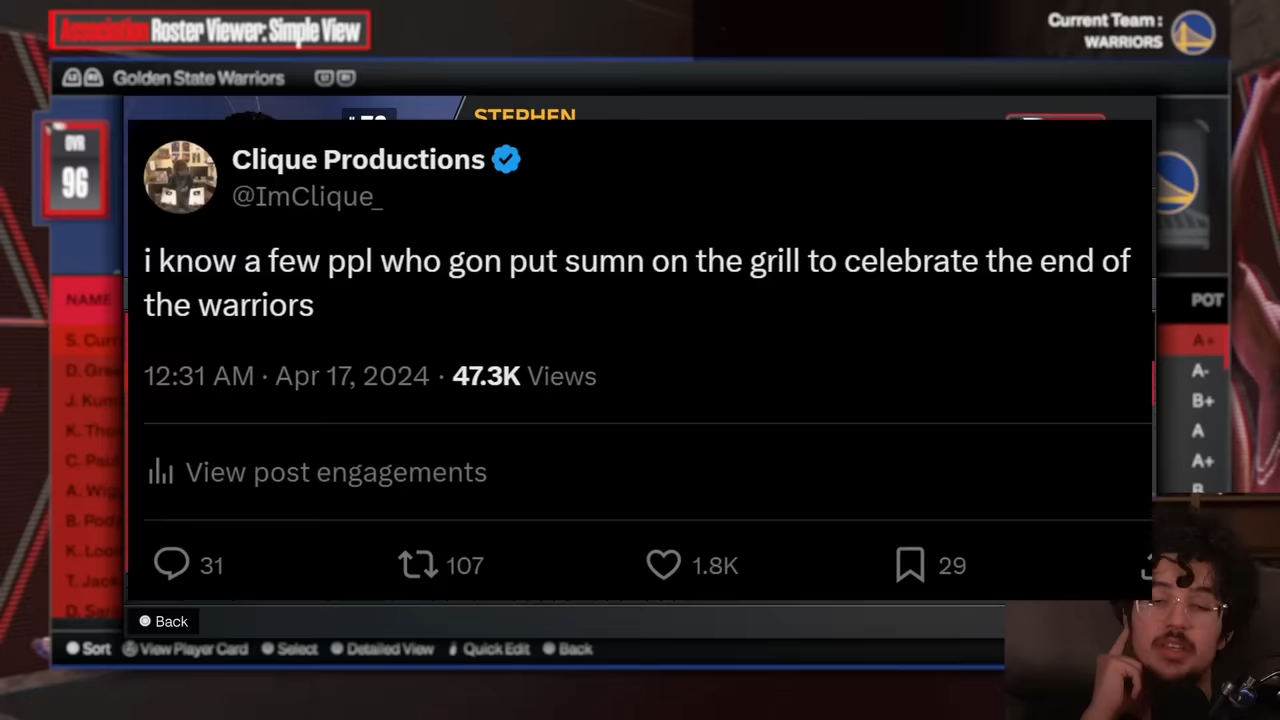 Association Roster Viewer: Simple View
Current Team :
WARRIORS
Golden State Warriors
STEPHEN
OVR
96
Clique Productions
@ImClique_
i know a few ppl who gon put sumn on the grill to celebrate the end of
the warriors
12:31 AM · Apr 17, 2024 · 47.3K Views
View post engagements
31 107 1.8K 29
NAME
S. Curr
D. Gre
J. Kum
K. Tho
C. Paul
A. Wig
B. Pod
K. Loo
T. Jack
D. Sar
POT
A+
A-
B+
A
A+
B
Back
Sort View Player Card Select Detailed View Quick Edit Back